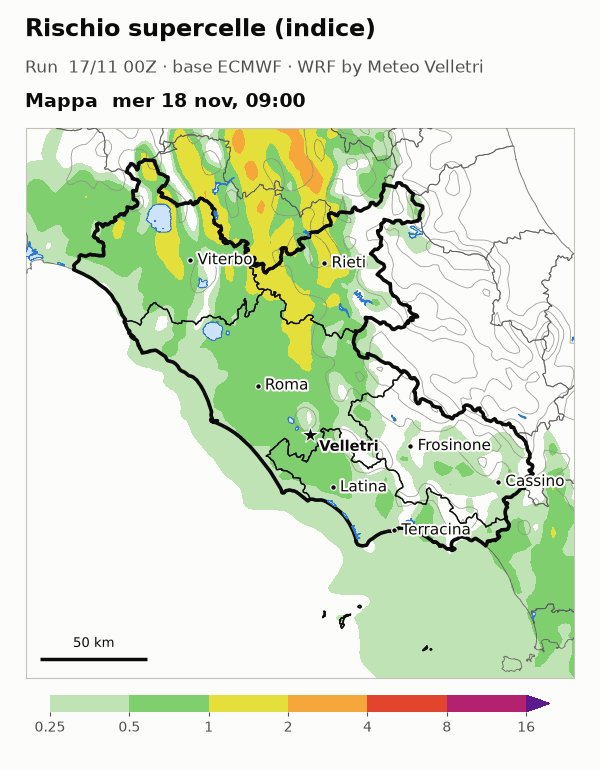 Rischio supercelle (indice)
Run  17/11 00Z · base ECMWF · WRF by Meteo Velletri
Mappa  mer 18 nov, 09:00
Viterbo
Rieti
Roma
Velletri
Frosinone
Latina
Cassino
Terracina
50 km
0.25 0.5 1 2 4 8 16